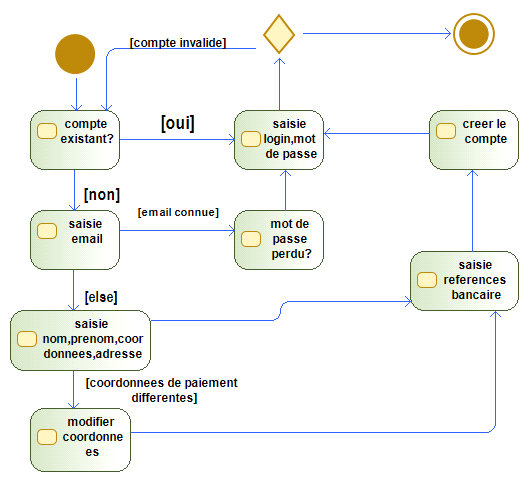 [compte invalide]
compte
existant?
[oui]
saisie
login,mot
de passe
creer le
compte
[non]
saisie
email
[email connue]
mot de
passe
perdu?
saisie
references
bancaire
[else]
saisie
nom,prenom,coor
donnees,adresse
[coordonnees de paiement
differentes]
modifier
coordonne
es